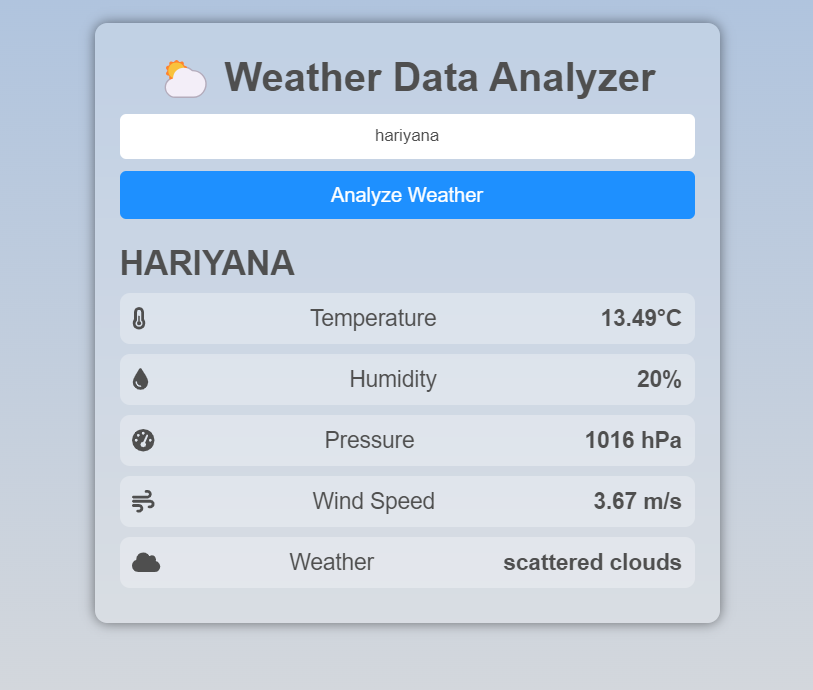 Weather Data Analyzer
hariyana
Analyze Weather
HARIYANA
Temperature 13.49°C
Humidity 20%
Pressure 1016 hPa
Wind Speed 3.67 m/s
Weather scattered clouds